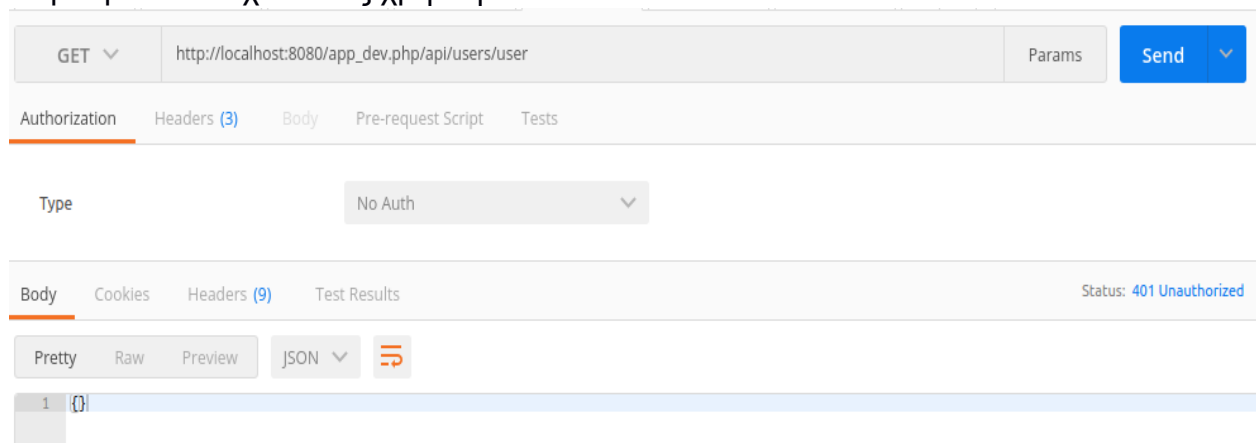 GET http://localhost:8080/app_dev.php/api/users/user Params Send
Authorization Headers (3) Body Pre-request Script Tests
Type No Auth
Body Cookies Headers (9) Test Results Status: 401 Unauthorized
Pretty Raw Preview JSON
1 {}